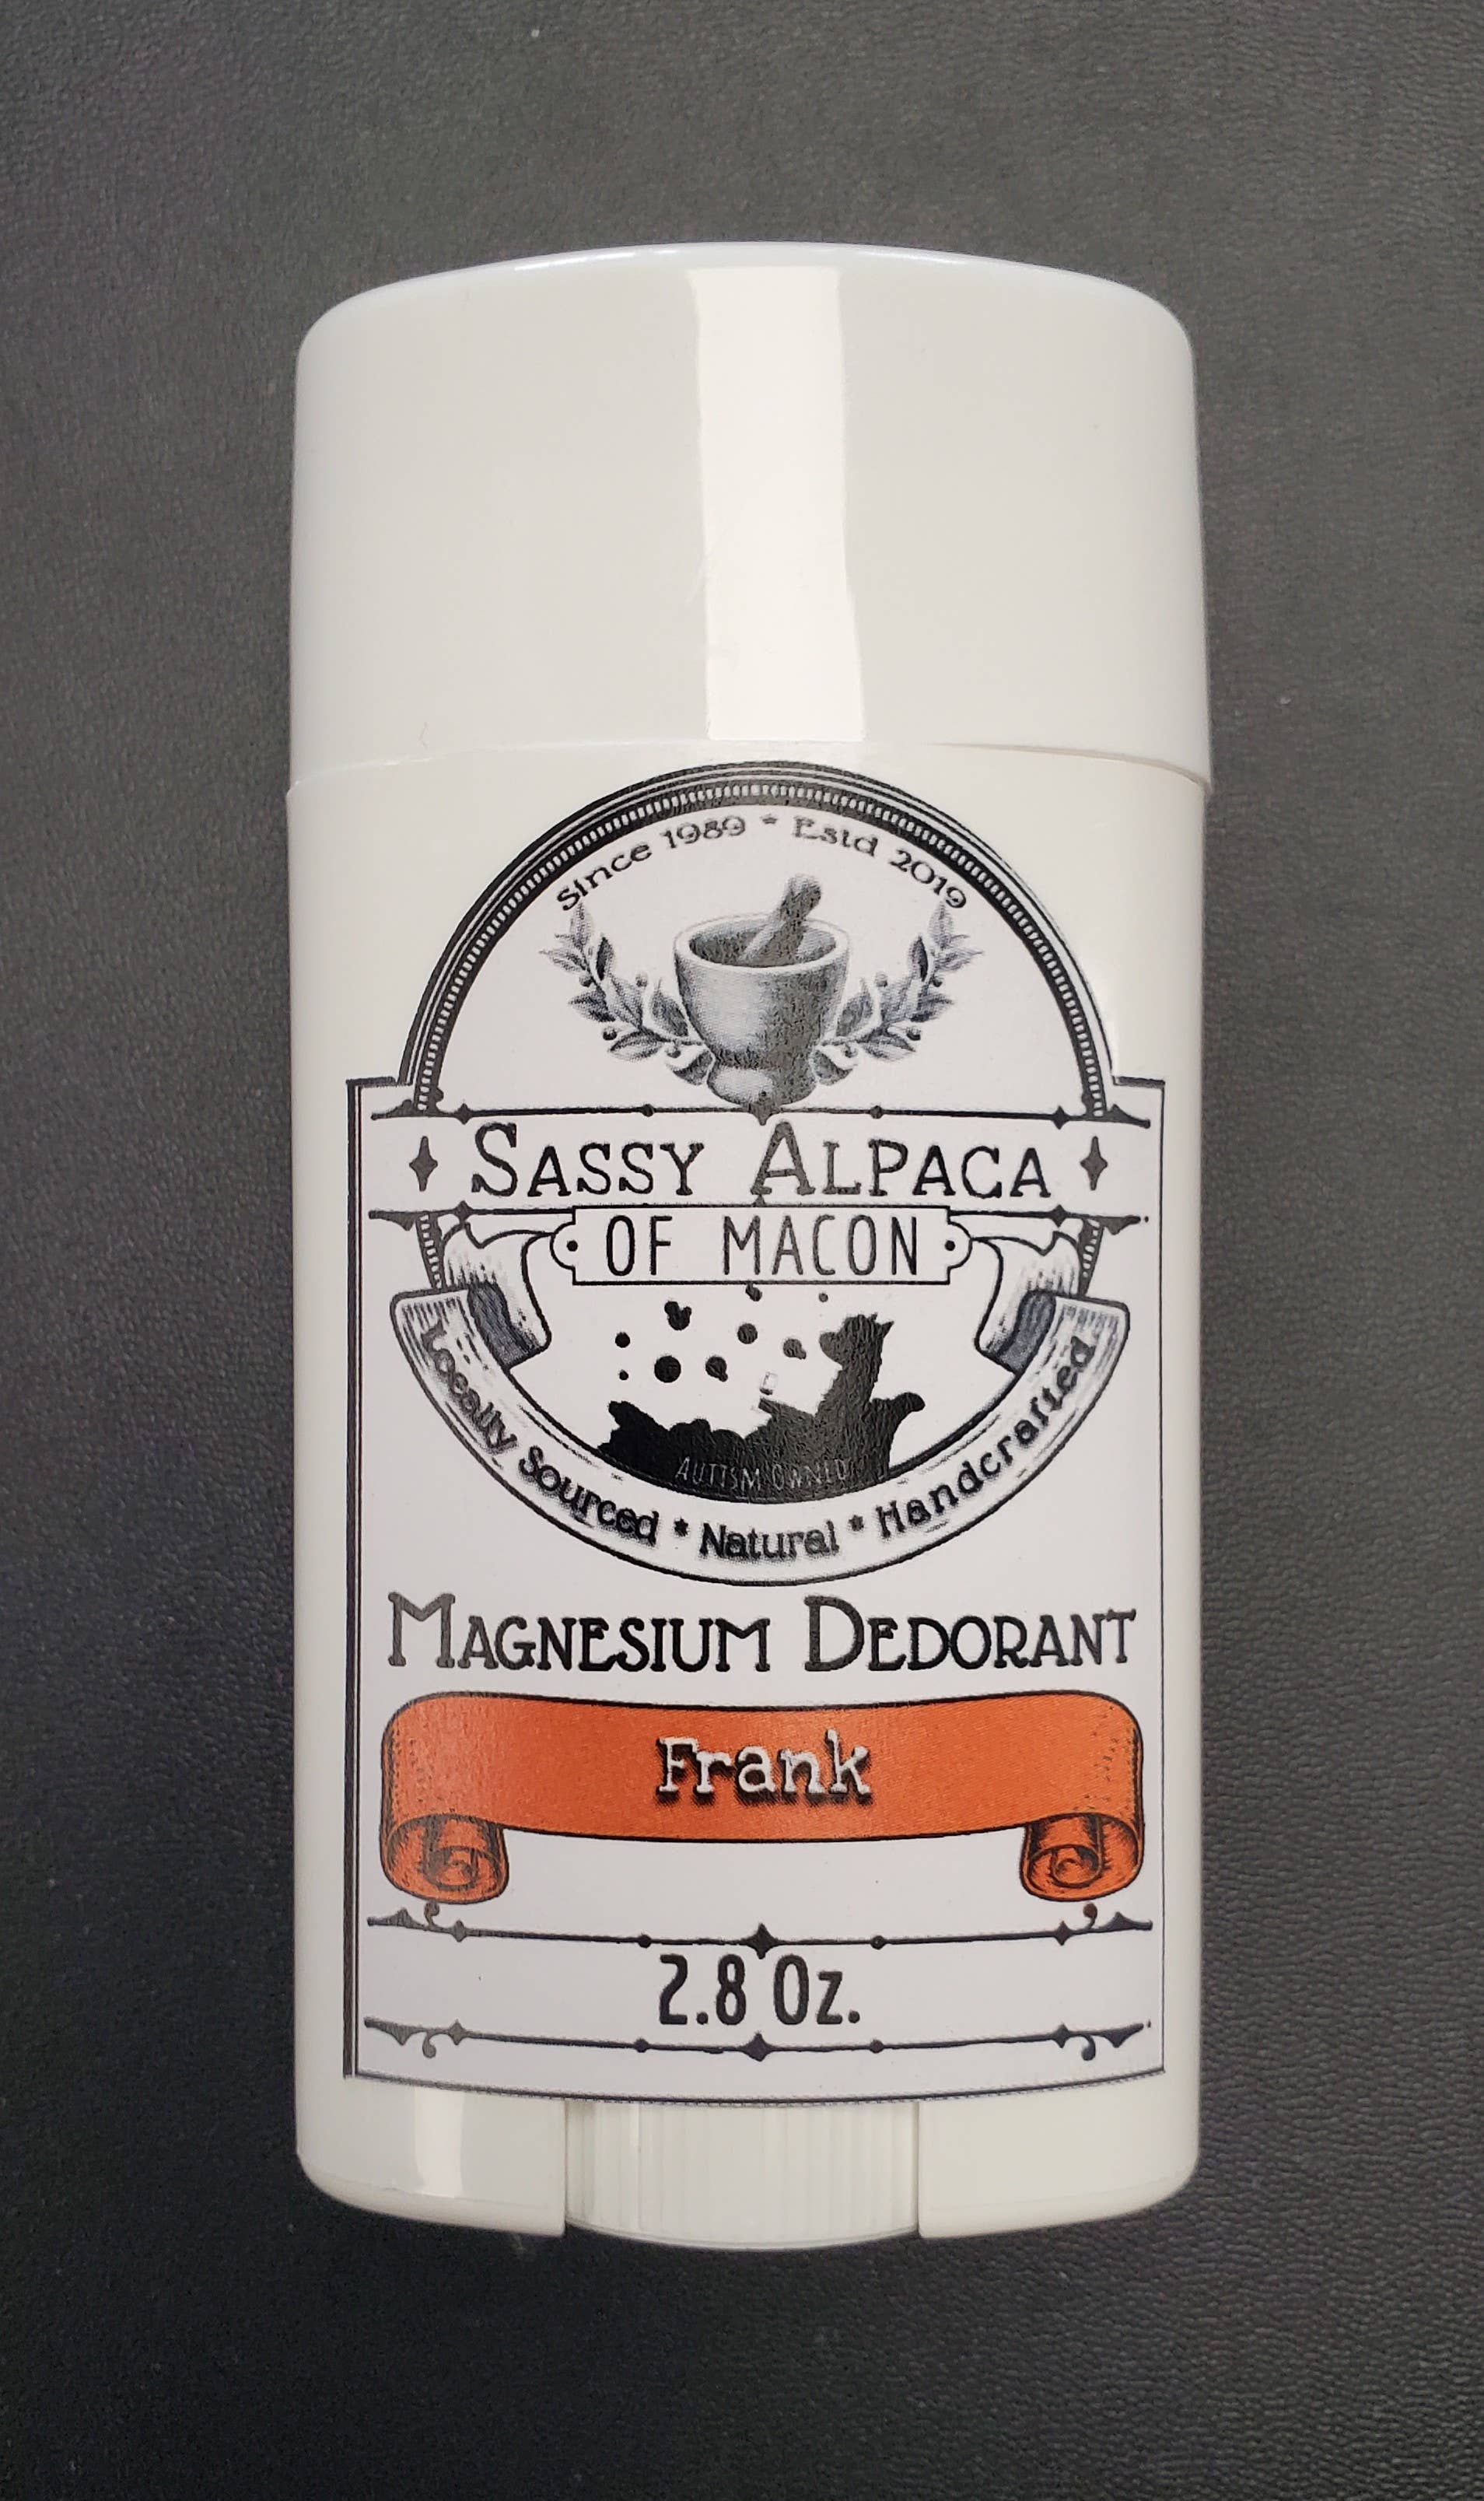 Since 1989 * Estd 2019
SASSY ALPACA
OF MACON
AUTISM OWNED
Locally Sourced * Natural * Handcrafted
MAGNESIUM DEDORANT
Frank
2.8 Oz.